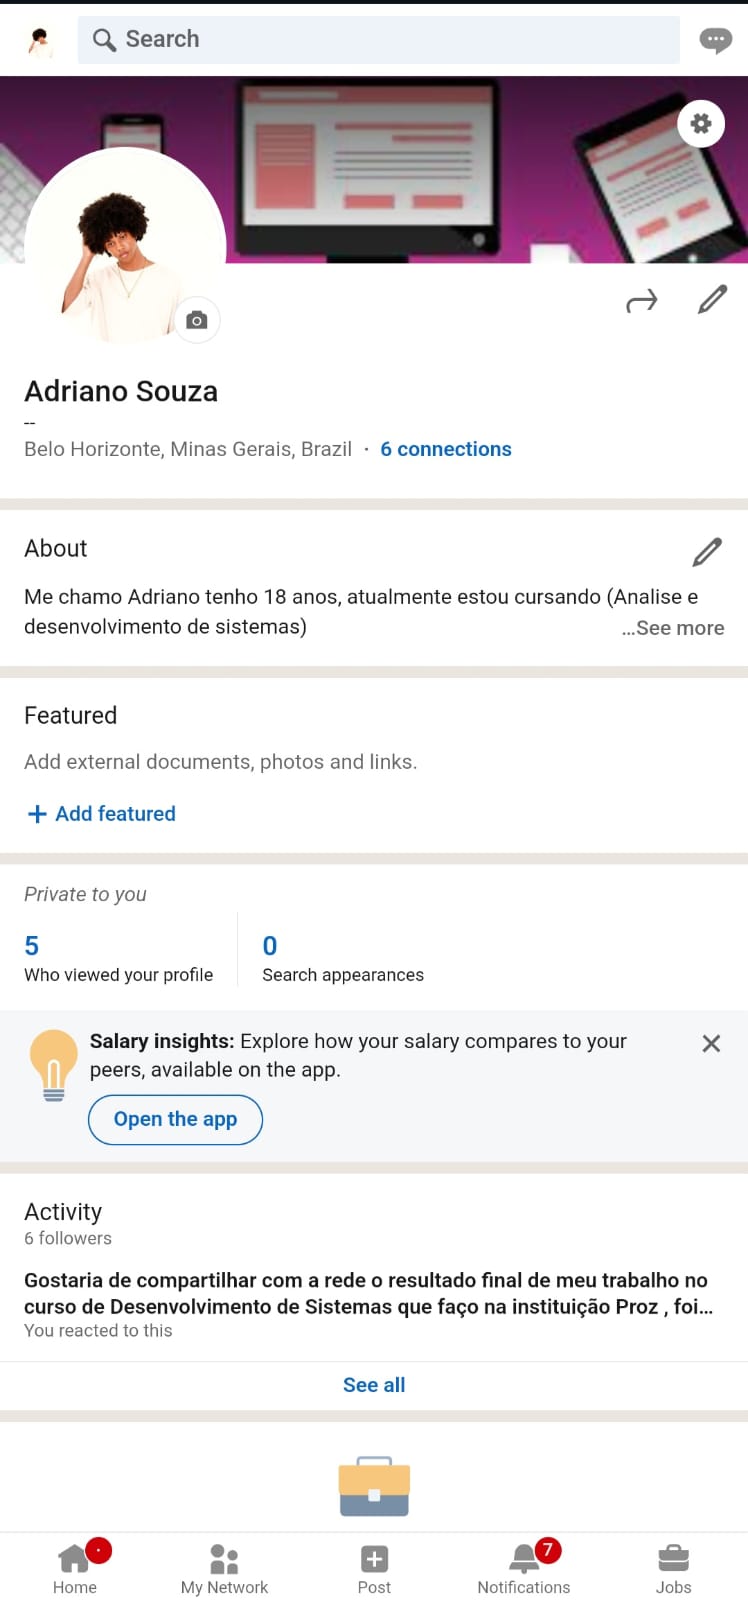 Search
Adriano Souza
--
Belo Horizonte, Minas Gerais, Brazil · 6 connections
About
Me chamo Adriano tenho 18 anos, atualmente estou cursando (Analise e
desenvolvimento de sistemas)
...See more
Featured
Add external documents, photos and links.
+ Add featured
Private to you
5
Who viewed your profile
0
Search appearances
Salary insights: Explore how your salary compares to your
peers, available on the app.
Open the app
Activity
6 followers
Gostaria de compartilhar com a rede o resultado final de meu trabalho no
curso de Desenvolvimento de Sistemas que faço na instituição Proz , foi...
You reacted to this
See all
7
Home
My Network
Post
Notifications
Jobs